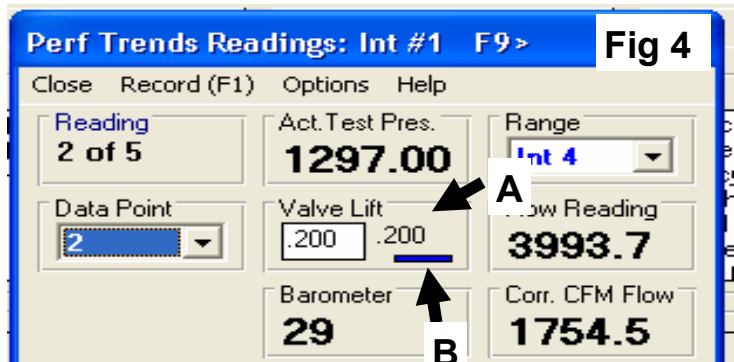 Perf Trends Readings: Int #1 F9>
Fig 4
Close Record (F1) Options Help
Reading
2 of 5
Act.Test Pres.
1297.00
Range
Int 4
Data Point
2
Valve Lift
.200 .200
A
Flow Reading
3993.7
Barometer
29
B
Corr. CFM Flow
1754.5